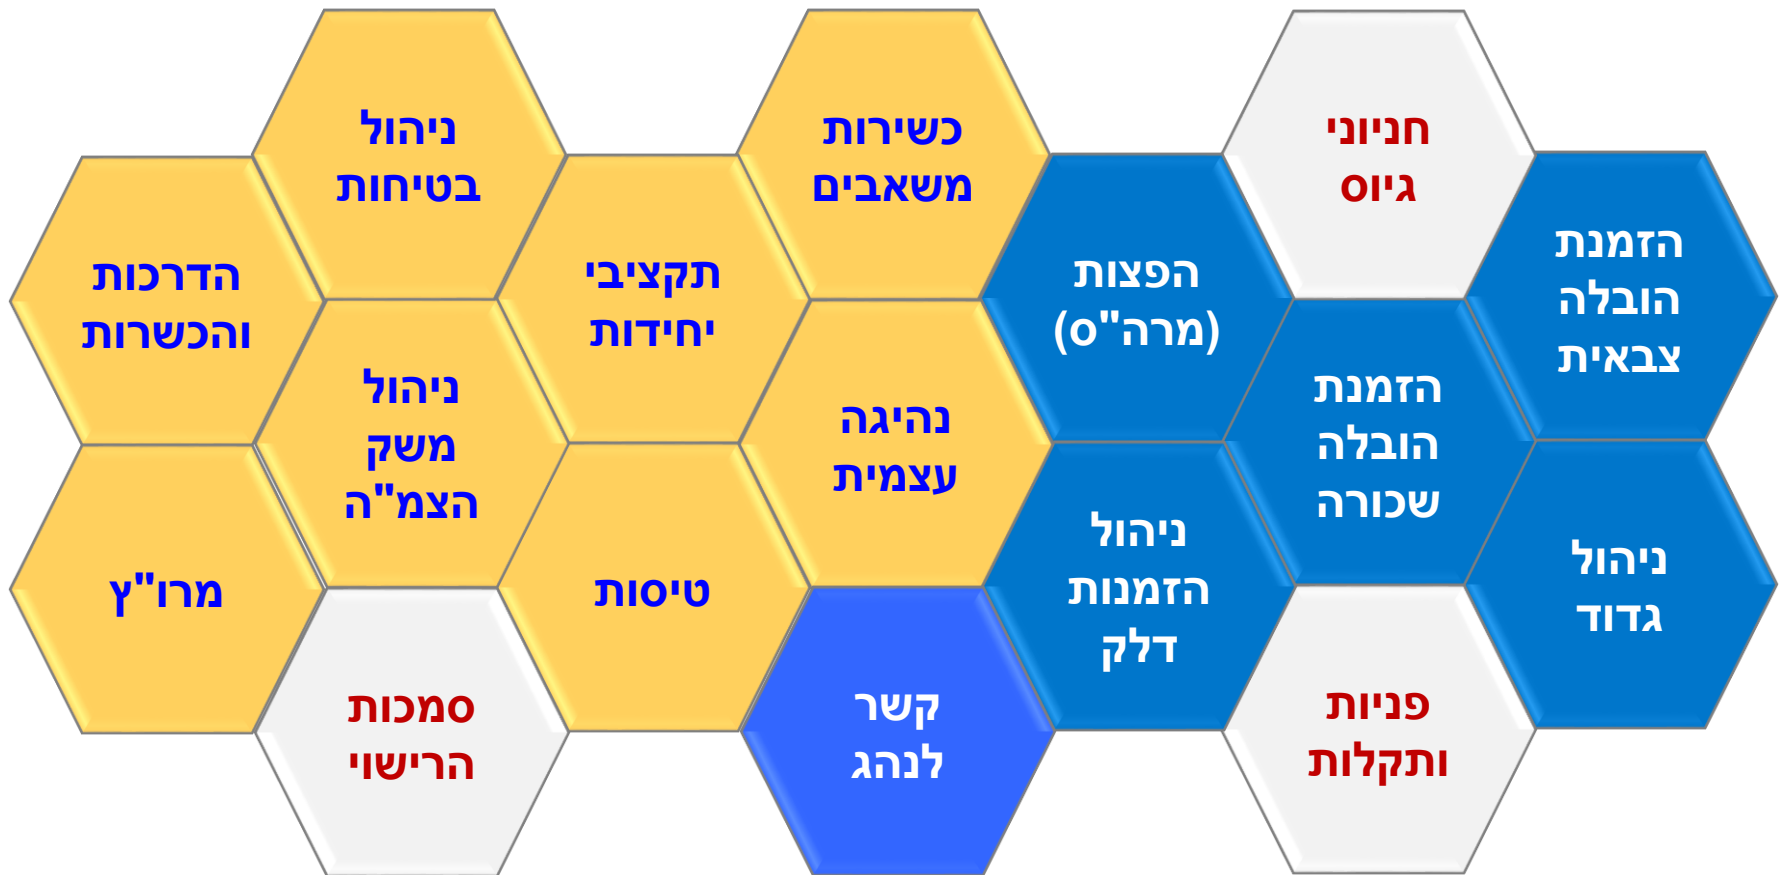 חניוני
גיוס
הזמנת
הובלה
צבאית
הזמנת
הובלה
שכורה
ניהול
גדוד
פניות
ותקלות
כשירות
משאבים
הפצות
(מרה"ס)
נהיגה
עצמית
ניהול
הזמנות
דלק
קשר
לנהג
ניהול
בטיחות
תקציבי
יחידות
הדרכות
והכשרות
ניהול
משק
הצמ"ה
טיסות
מרו"ץ
סמכות
הרישוי